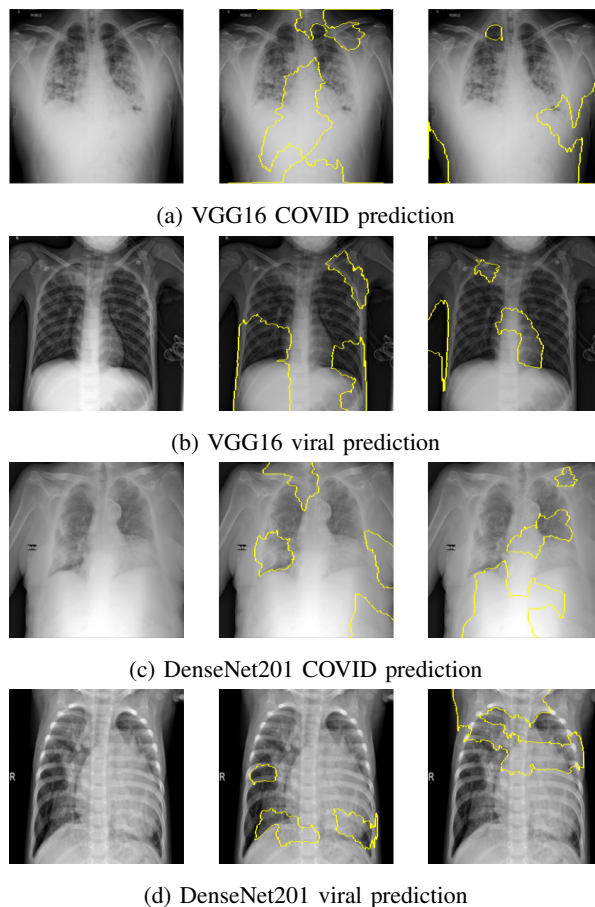 (a) VGG16 COVID prediction
(b) VGG16 viral prediction
(c) DenseNet201 COVID prediction
R
R
(d) DenseNet201 viral prediction